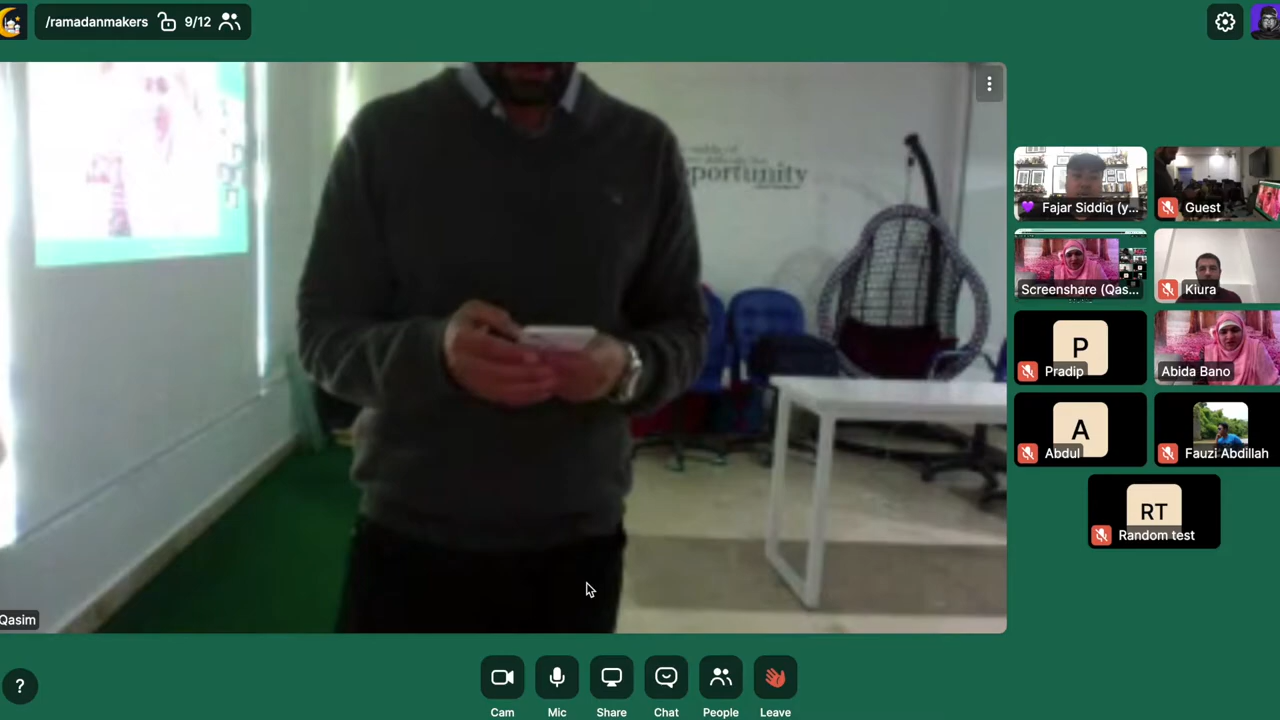 /ramadanmakers 9/12
portunity
Fajar Siddiq (y...
Guest
Screenshare (Qas...
Kiura
P
Pradip
Abida Bano
A
Abdul
Fauzi Abdillah
RT
Random test
Qasim
?
Cam
Mic
Share
Chat
People
Leave